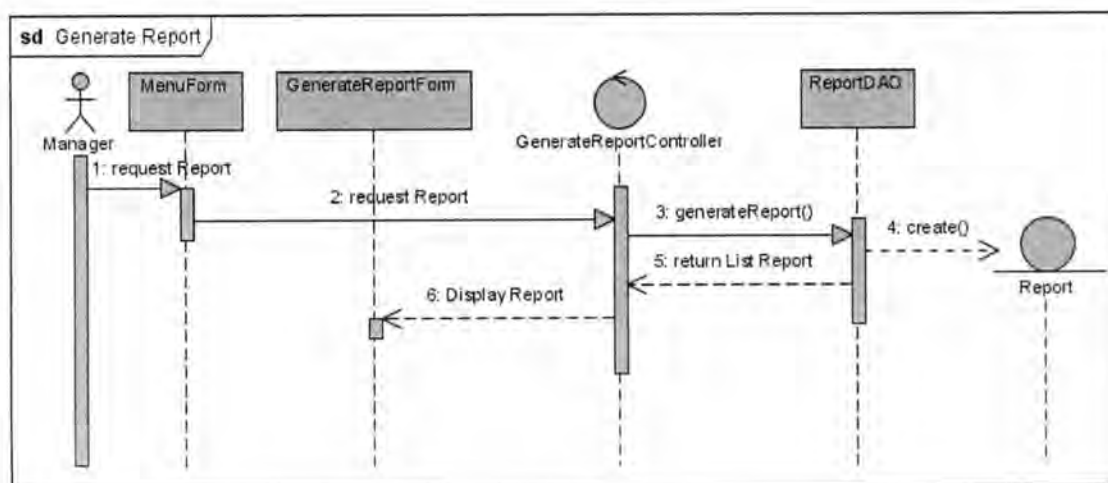 sd Generate Report
MenuForm
GenerateReportForm
ReportDAO
Manager
GenerateReportController
1: request Report
2: request Report
3: generateReport()
4: create()
5: return List Report
Report
6: Display Report